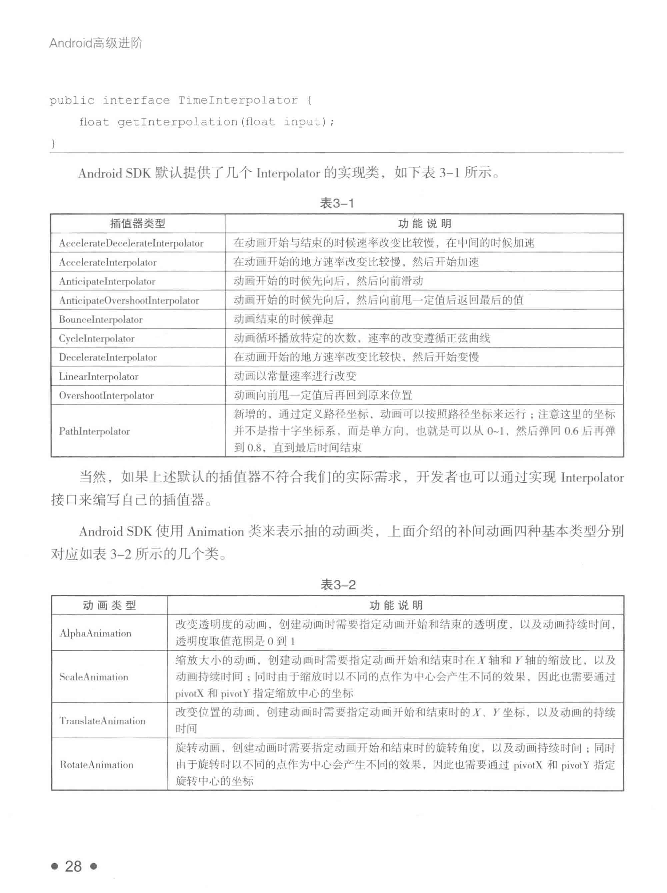 Android高级进阶
public interface TimeInterpolator {
float getInterpolation(float input);
}
Android SDK 默认提供了几个 Interpolator 的实现类，如下表 3-1 所示。
表3-1
插值器类型 功 能 说 明
AccelerateDecelerateInterpolator 在动画开始与结束的时候速率改变比较慢，在中间的时候加速
AccelerateInterpolator 在动画开始的地方速率改变比较慢，然后开始加速
AnticipateInterpolator 动画开始的时候先向后，然后向前滑动
AnticipateOvershootInterpolator 动画开始的时候先向后，然后向前甩一定值后返回最后的值
BounceInterpolator 动画结束的时候弹起
CycleInterpolator 动画循环播放特定的次数，速率的改变遵循正弦曲线
DecelerateInterpolator 在动画开始的地方速率改变比较快，然后开始变慢
LinearInterpolator 动画以常量速率进行改变
OvershootInterpolator 动画向前甩一定值后再回到原来位置
PathInterpolator 新增的，通过定义路径坐标，动画可以按照路径坐标来运行；注意这里的坐标
并不是指十字坐标系，而是单方向，也就是可以从 0~1，然后弹回 0.6 后再弹
到 0.8，直到最后时间结束
当然，如果上述默认的插值器不符合我们的实际需求，开发者也可以通过实现 Interpolator
接口来编写自己的插值器。
Android SDK 使用 Animation 类来表示抽的动画类，上面介绍的补间动画四种基本类型分别
对应如表 3-2 所示的几个类。
表3-2
动 画 类 型 功 能 说 明
AlphaAnimation 改变透明度的动画，创建动画时需要指定动画开始和结束的透明度，以及动画持续时间，
透明度取值范围是 0 到 1
ScaleAnimation 缩放大小的动画，创建动画时需要指定动画开始和结束时在 X 轴和 Y 轴的缩放比，以及
动画持续时间；同时由于缩放时以不同的点作为中心会产生不同的效果，因此也需要通过
pivotX 和 pivotY 指定缩放中心的坐标
TranslateAnimation 改变位置的动画，创建动画时需要指定动画开始和结束时的 X、Y 坐标，以及动画的持续
时间
RotateAnimation 旋转动画，创建动画时需要指定动画开始和结束时的旋转角度，以及动画持续时间；同时
由于旋转时以不同的点作为中心会产生不同的效果，因此也需要通过 pivotX 和 pivotY 指定
旋转中心的坐标
• 28 •